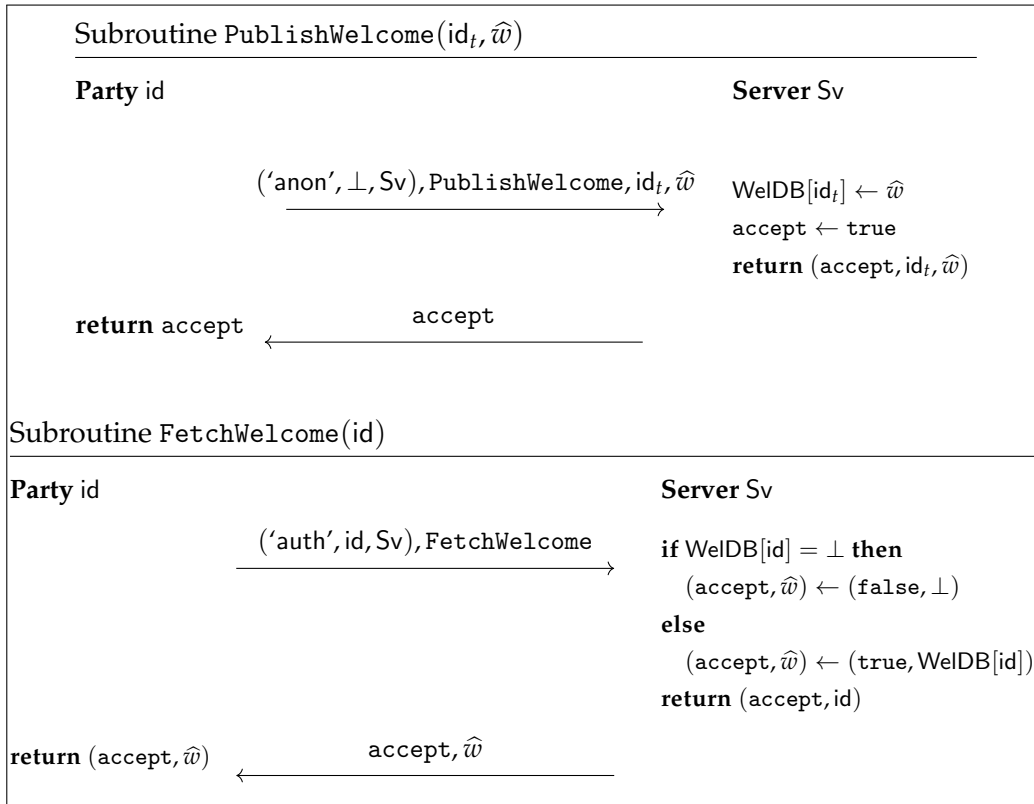 Subroutine PublishWelcome(id_t, ŵ)
Party id Server Sv
(‘anon’, ⊥, Sv), PublishWelcome, id_t, ŵ
WelDB[id_t] ← ŵ
accept ← true
return (accept, id_t, ŵ)
return accept accept
Subroutine FetchWelcome(id)
Party id Server Sv
(‘auth’, id, Sv), FetchWelcome
if WelDB[id] = ⊥ then
(accept, ŵ) ← (false, ⊥)
else
(accept, ŵ) ← (true, WelDB[id])
return (accept, id)
return (accept, ŵ) accept, ŵ